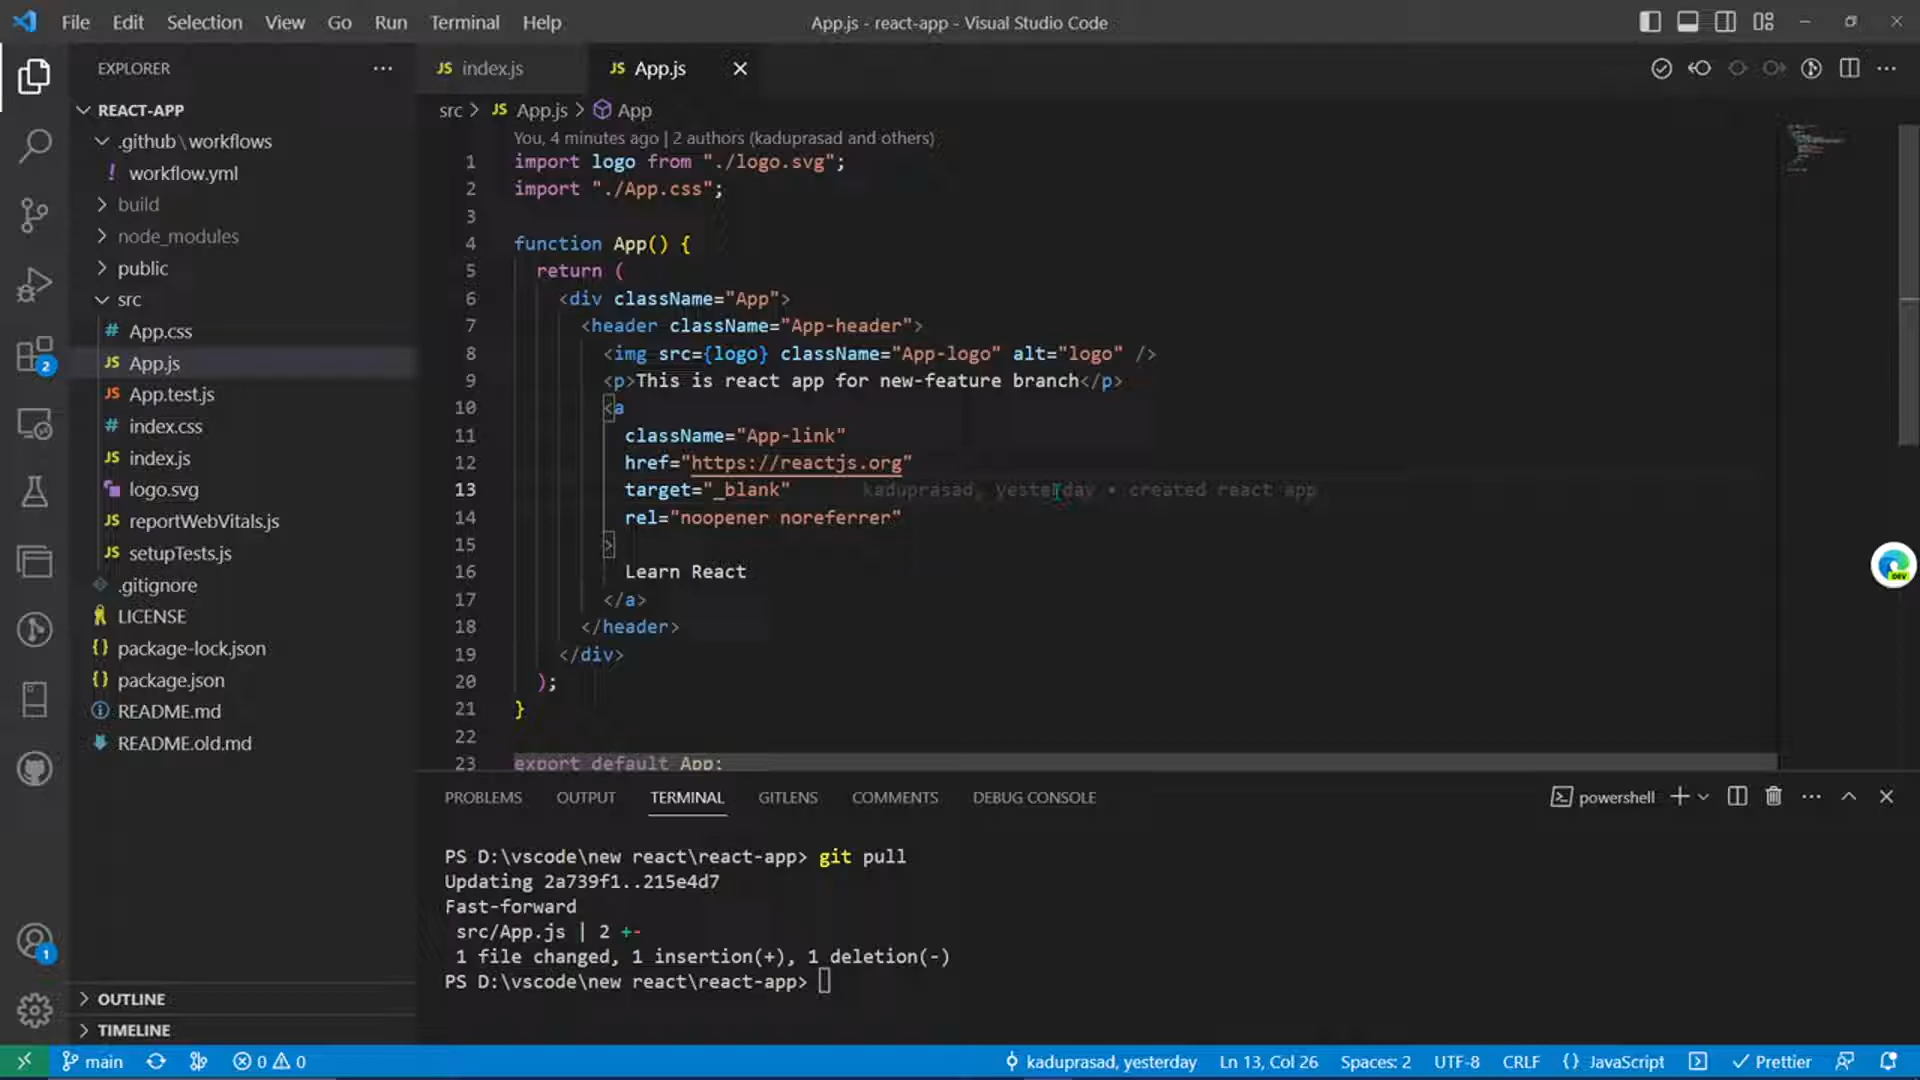 File Edit Selection View Go Run Terminal Help
App.js - react-app - Visual Studio Code
EXPLORER
REACT-APP
.github\workflows
! workflow.yml
build
node_modules
public
src
# App.css
JS App.js
JS App.test.js
# index.css
JS index.js
logo.svg
JS reportWebVitals.js
JS setupTests.js
.gitignore
LICENSE
{} package-lock.json
{} package.json
README.md
README.old.md
OUTLINE
TIMELINE
2
1
JS index.js
JS App.js
src > JS App.js > App
You, 4 minutes ago | 2 authors (kaduprasad and others)
1 import logo from "./logo.svg";
2 import "./App.css";
3
4 function App() {
5 return (
6 <div className="App">
7 <header className="App-header">
8 <img src={logo} className="App-logo" alt="logo" />
9 <p>This is react app for new-feature branch</p>
10 <a
11 className="App-link"
12 href="https://reactjs.org"
13 target="_blank" kaduprasad, yesterday • created react app
14 rel="noopener noreferrer"
15 >
16 Learn React
17 </a>
18 </header>
19 </div>
20 );
21 }
22
23 export default App;
DEV
PROBLEMS OUTPUT TERMINAL GITLENS COMMENTS DEBUG CONSOLE
powershell
PS D:\vscode\new react\react-app> git pull
Updating 2a739f1..215e4d7
Fast-forward
src/App.js | 2 +-
1 file changed, 1 insertion(+), 1 deletion(-)
PS D:\vscode\new react\react-app>
main 0 0 kaduprasad, yesterday Ln 13, Col 26 Spaces: 2 UTF-8 CRLF {} JavaScript Prettier